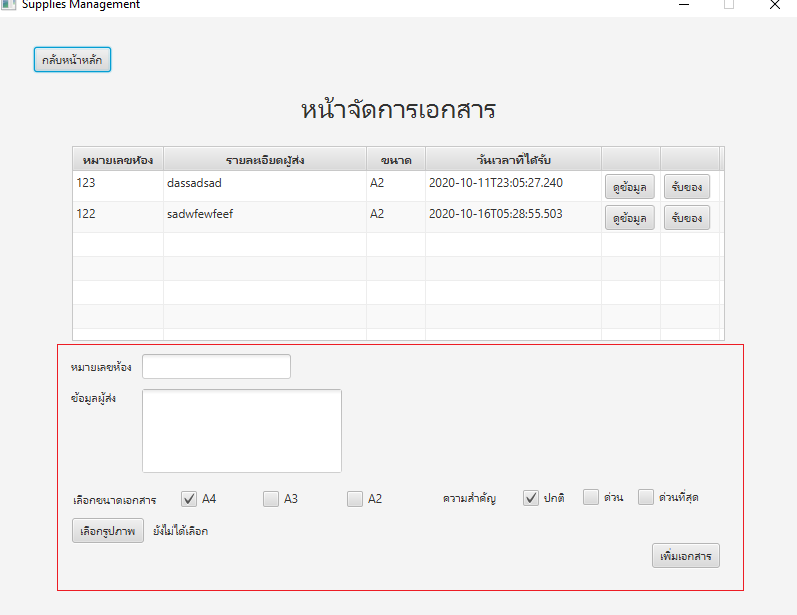 Supplies Management
กลับหน้าหลัก
หน้าจัดการเอกสาร
หมายเลขห้อง รายละเอียดผู้ส่ง ขนาด วันเวลาที่ได้รับ
123 dassadsad A2 2020-10-11T23:05:27.240 ดูข้อมูล รับของ
122 sadwfewfeef A2 2020-10-16T05:28:55.503 ดูข้อมูล รับของ
หมายเลขห้อง
ข้อมูลผู้ส่ง
เลือกขนาดเอกสาร A4 A3 A2 ความสำคัญ ปกติ ด่วน ด่วนที่สุด
เลือกรูปภาพ ยังไม่ได้เลือก
เพิ่มเอกสาร